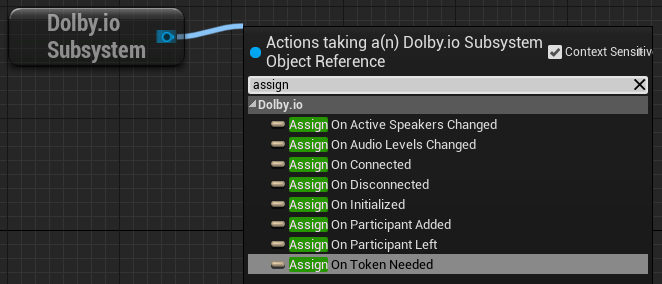 Dolby.io
Subsystem
Actions taking a(n) Dolby.io Subsystem
Object Reference
Context Sensitive
assign
Dolby.io
Assign On Active Speakers Changed
Assign On Audio Levels Changed
Assign On Connected
Assign On Disconnected
Assign On Initialized
Assign On Participant Added
Assign On Participant Left
Assign On Token Needed